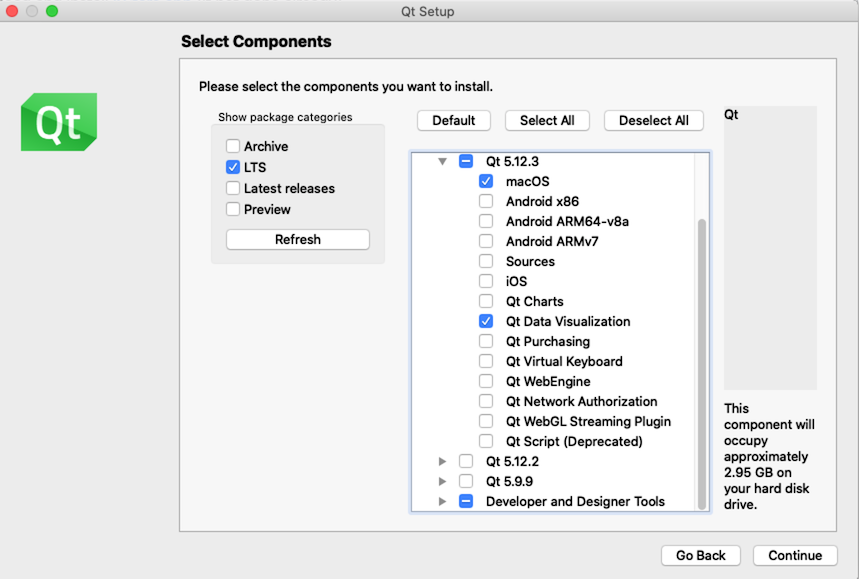 Qt Setup
Select Components
Qt
Please select the components you want to install.
Show package categories
Archive
LTS
Latest releases
Preview
Refresh
Default
Select All
Deselect All
Qt 5.12.3
macOS
Android x86
Android ARM64-v8a
Android ARMv7
Sources
iOS
Qt Charts
Qt Data Visualization
Qt Purchasing
Qt Virtual Keyboard
Qt WebEngine
Qt Network Authorization
Qt WebGL Streaming Plugin
Qt Script (Deprecated)
Qt 5.12.2
Qt 5.9.9
Developer and Designer Tools
Qt
This
component will
occupy
approximately
2.95 GB on
your hard disk
drive.
Go Back
Continue